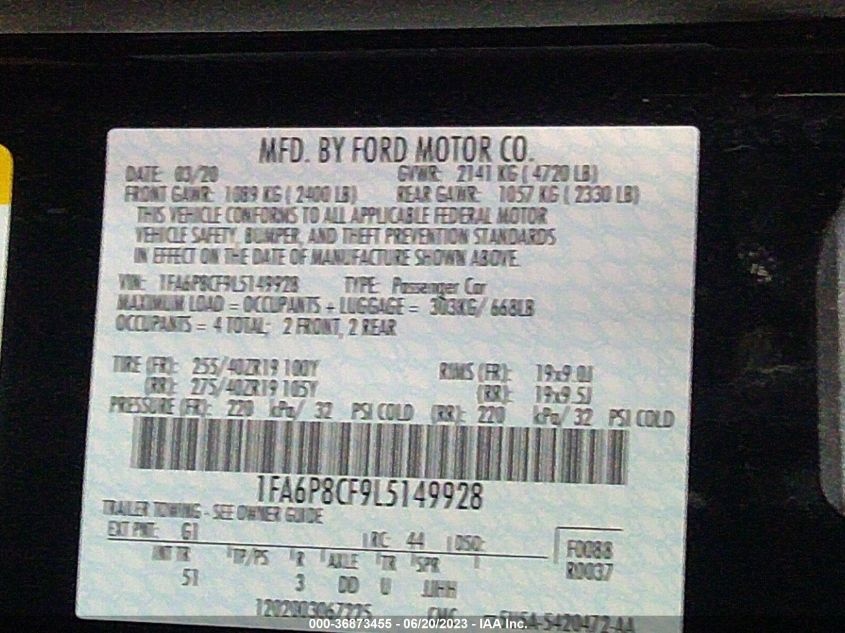 MFD. BY FORD MOTOR CO.
DATE: 03/20 GVWR: 2141 KG ( 4720 LB)
FRONT GAWR: 1089 KG ( 2400 LB) REAR GAWR: 1057 KG ( 2330 LB)
THIS VEHICLE CONFORMS TO ALL APPLICABLE FEDERAL MOTOR
VEHICLE SAFETY, BUMPER, AND THEFT PREVENTION STANDARDS
IN EFFECT ON THE DATE OF MANUFACTURE SHOWN ABOVE.
VIN: 1FA6P8CF9L5149928 TYPE: Passenger Car
MAXIMUM LOAD = OCCUPANTS + LUGGAGE = 303KG/ 668LB
OCCUPANTS = 4 TOTAL; 2 FRONT, 2 REAR
TIRE (FR): 255/40ZR19 100Y RIMS (FR): 19x9.0J
(RR): 275/40ZR19 105Y (RR): 19x9.5J
PRESSURE (FR): 220 kPa/ 32 PSI COLD (RR): 220 kPa/ 32 PSI COLD
1FA6P8CF9L5149928
TRAILER TOWING - SEE OWNER GUIDE
EXT PNT: G1 RC: 44 DSO: F0088
INT TR TP/PS R AXLE TR SPR R0037
51 3 DD U JJHH
000-36873455 - 06/20/2023 - IAA Inc.